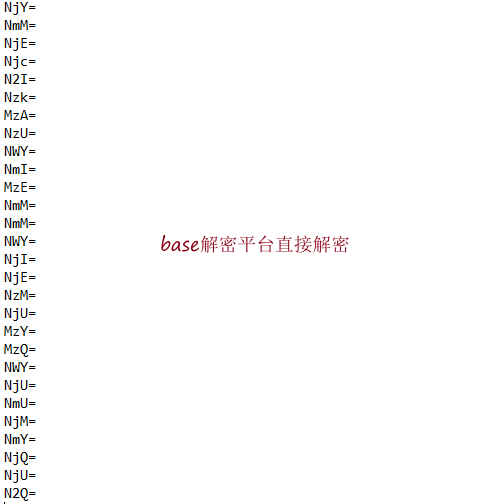 NjY=
NmM=
NjE=
Njc=
N2I=
Nzk=
MzA=
NzU=
NWY=
NmI=
MzE=
NmM=
NmM=
NWY=
base解密平台直接解密
NjI=
NjE=
NzM=
NjU=
MzY=
MzQ=
NWY=
NjU=
NmU=
NjM=
NmY=
NjQ=
NjU=
N2Q=